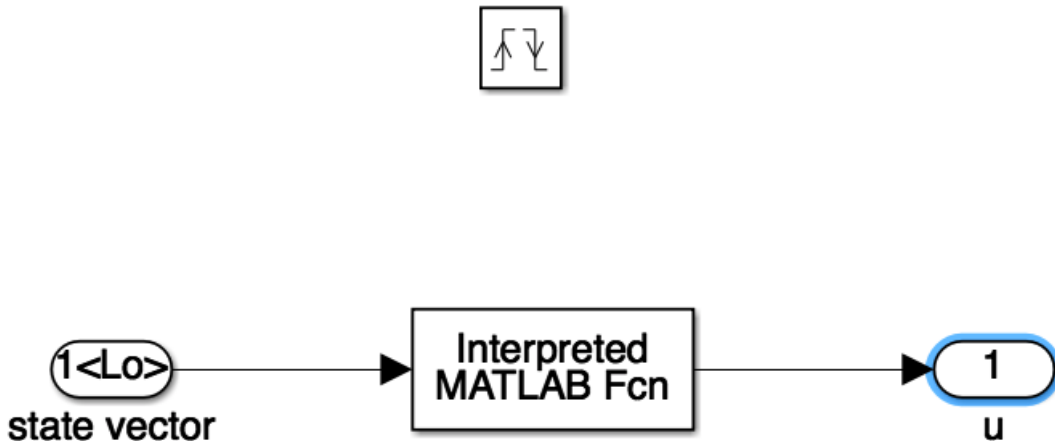 1<Lo>
state vector
Interpreted
MATLAB Fcn
1
u